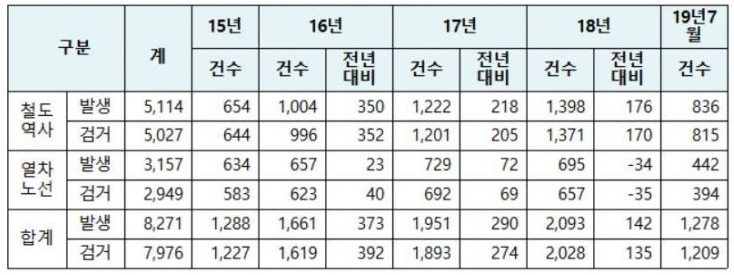 구분 계 15년 16년 17년 18년 19년7월
건수 건수 전년대비 건수 전년대비 건수 전년대비 건수
철도역사 발생 5,114 654 1,004 350 1,222 218 1,398 176 836
검거 5,027 644 996 352 1,201 205 1,371 170 815
열차노선 발생 3,157 634 657 23 729 72 695 -34 442
검거 2,949 583 623 40 692 69 657 -35 394
합계 발생 8,271 1,288 1,661 373 1,951 290 2,093 142 1,278
검거 7,976 1,227 1,619 392 1,893 274 2,028 135 1,209